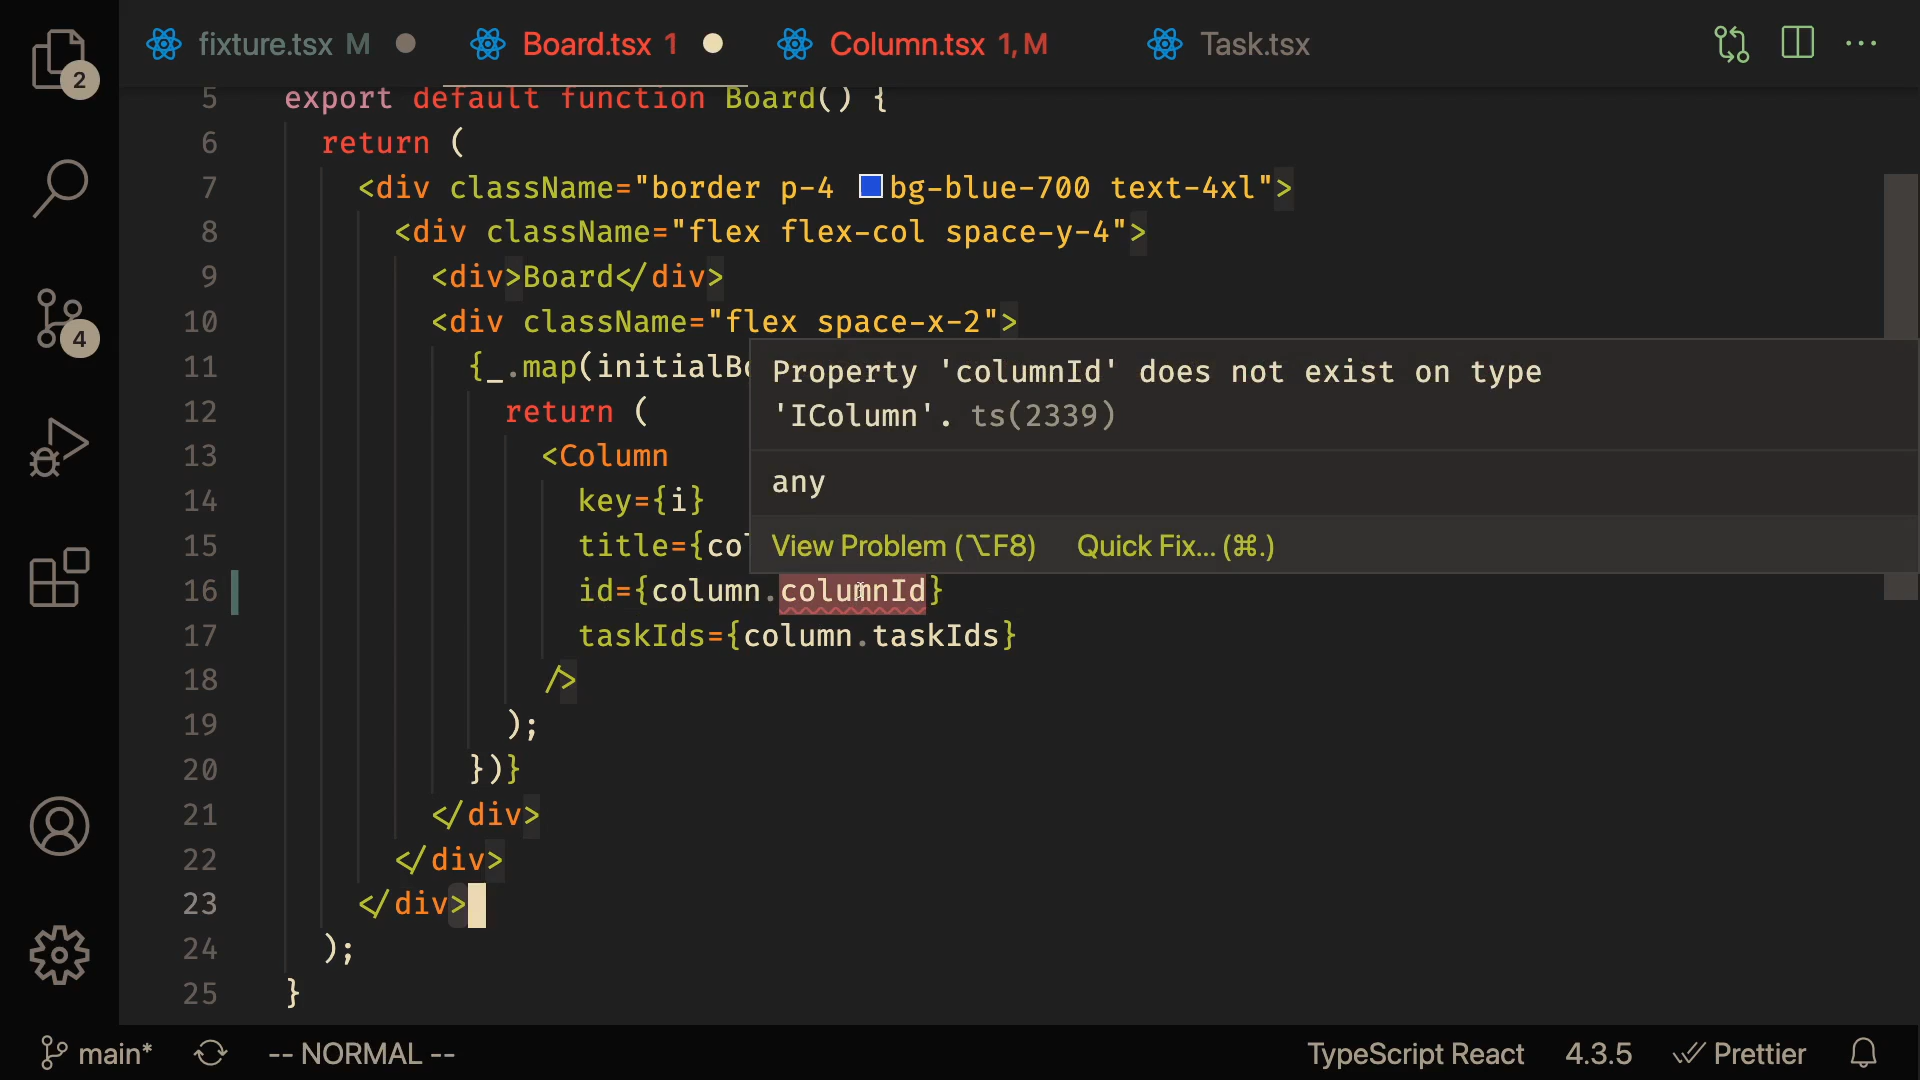 fixture.tsx M
Board.tsx 1
Column.tsx 1, M
Task.tsx
2
4
5 export default function Board() {
6 return (
7 <div className="border p-4 bg-blue-700 text-4xl">
8 <div className="flex flex-col space-y-4">
9 <div>Board</div>
10 <div className="flex space-x-2">
11 {_.map(initialBo
12 return (
13 <Column
14 key={i}
15 title={col
16 id={column.columnId}
17 taskIds={column.taskIds}
18 />
19 );
20 })}
21 </div>
22 </div>
23 </div>
24 );
25 }
Property 'columnId' does not exist on type
'IColumn'. ts(2339)
any
View Problem (⌥F8) Quick Fix... (⌘.)
main* -- NORMAL -- TypeScript React 4.3.5 Prettier